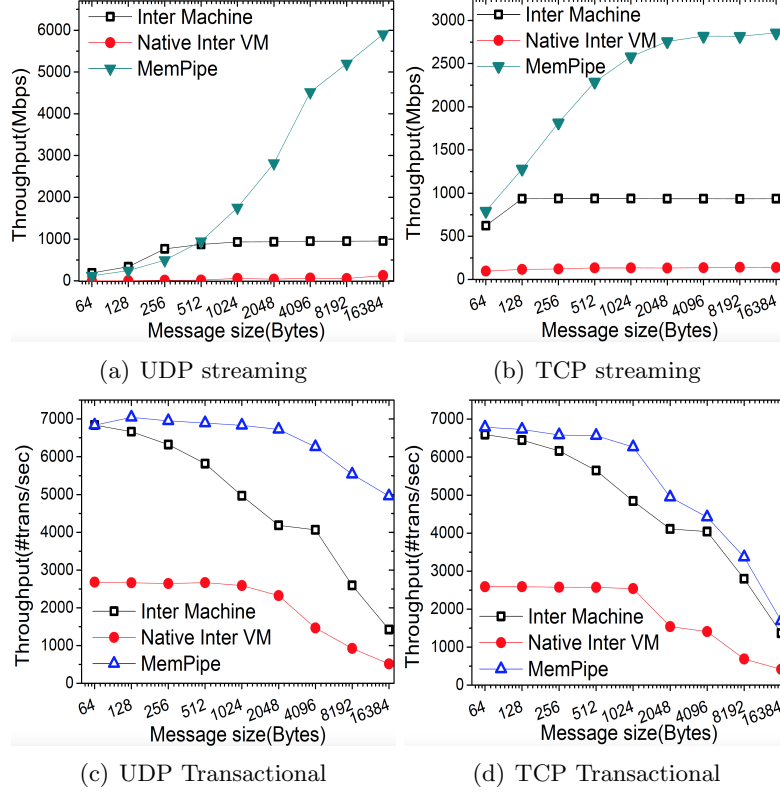 Throughput(Mbps)
6000
5000
4000
3000
2000
1000
0
Inter Machine
Native Inter VM
MemPipe
64 128 256 512 1024 2048 4096 8192 16384
Message size(Bytes)
(a) UDP streaming
Throughput(Mbps)
3000
2500
2000
1500
1000
500
0
Inter Machine
Native Inter VM
MemPipe
64 128 256 512 1024 2048 4096 8192 16384
Message size(Bytes)
(b) TCP streaming
Throughput(#trans/sec)
7000
6000
5000
4000
3000
2000
1000
0
Inter Machine
Native Inter VM
MemPipe
64 128 256 512 1024 2048 4096 8192 16384
Message size(Bytes)
(c) UDP Transactional
Throughput(#trans/sec)
7000
6000
5000
4000
3000
2000
1000
0
Inter Machine
Native Inter VM
MemPipe
64 128 256 512 1024 2048 4096 8192 16384
Message size(Bytes)
(d) TCP Transactional